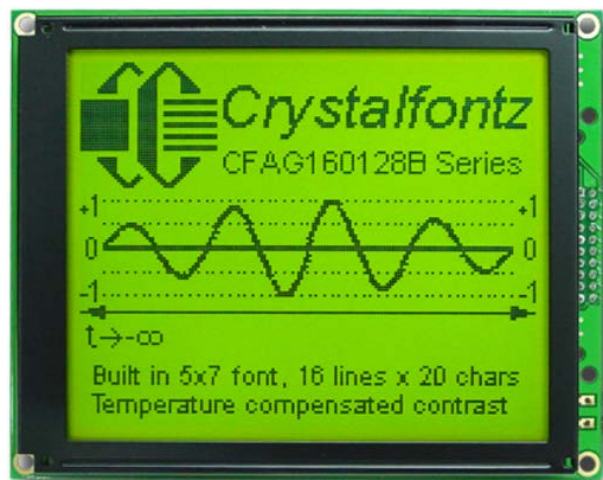 Crystalfontz
CFAG160128B Series
+1 +1
0 0
-1 -1
t→-∞
Built in 5x7 font, 16 lines x 20 chars
Temperature compensated contrast